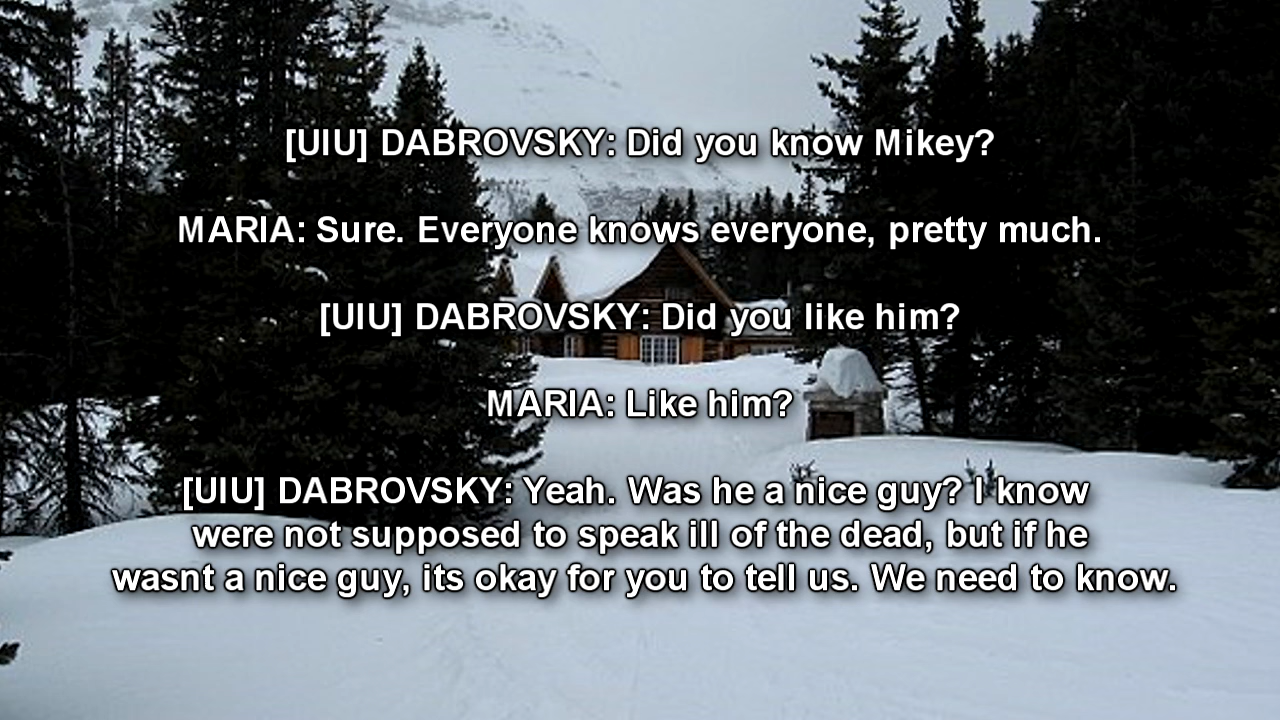 [UIU] DABROVSKY: Did you know Mikey?
MARIA: Sure. Everyone knows everyone, pretty much.
[UIU] DABROVSKY: Did you like him?
MARIA: Like him?
[UIU] DABROVSKY: Yeah. Was he a nice guy? I know
were not supposed to speak ill of the dead, but if he
wasnt a nice guy, its okay for you to tell us. We need to know.